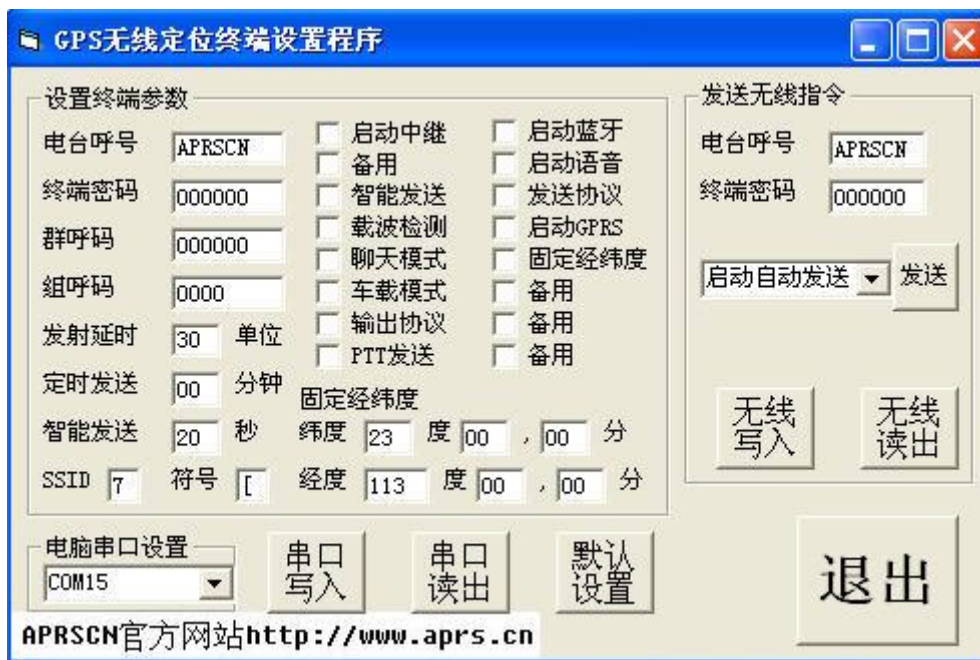 GPS无线定位终端设置程序
设置终端参数
电台呼号 APRSCN
终端密码 000000
群呼码 000000
组呼码 0000
发射延时 30 单位
定时发送 00 分钟
智能发送 20 秒
SSID 7 符号 [
启动中继 启动蓝牙
备用 启动语音
智能发送 发送协议
载波检测 启动GPRS
聊天模式 固定经纬度
车载模式 备用
输出协议 备用
PTT发送 备用
固定经纬度
纬度 23 度 00 , 00 分
经度 113 度 00 , 00 分
发送无线指令
电台呼号 APRSCN
终端密码 000000
启动自动发送 发送
无线写入 无线读出
电脑串口设置
COM15
串口写入 串口读出 默认设置
退出
APRSCN官方网站http://www.aprs.cn